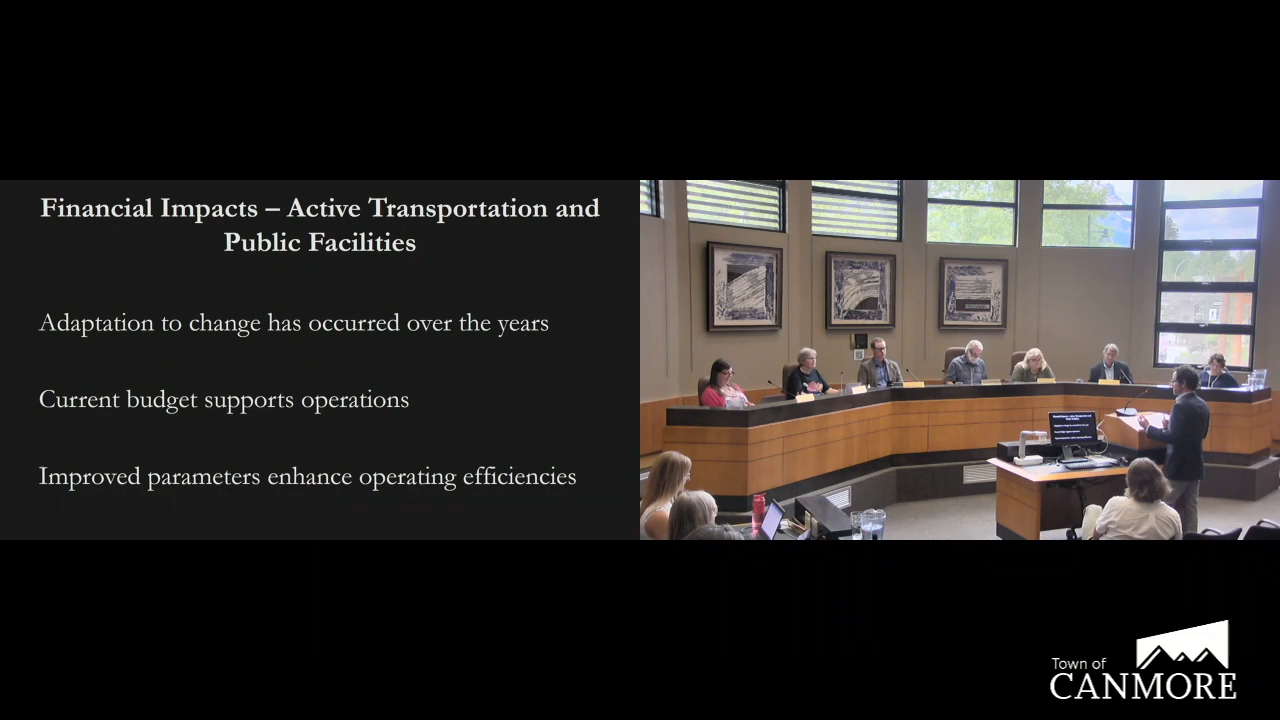 Financial Impacts – Active Transportation and
Public Facilities
Adaptation to change has occurred over the years
Current budget supports operations
Improved parameters enhance operating efficiencies
Town of
CANMORE